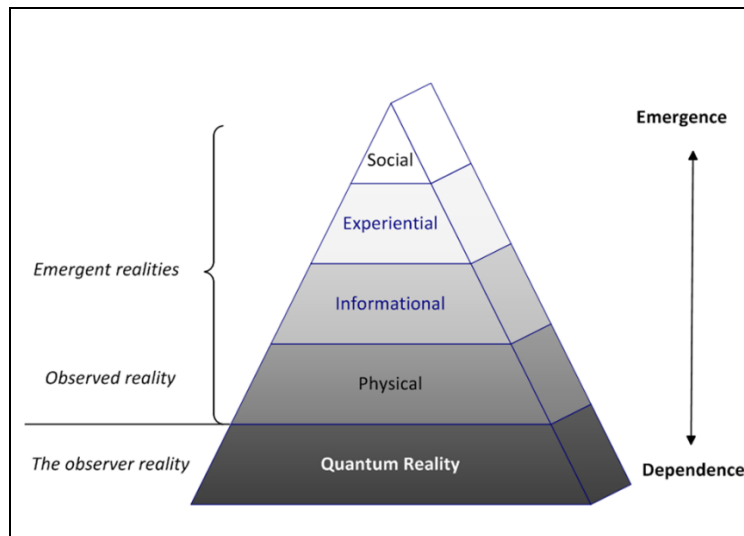 Emergence
Social
Experiential
Emergent realities
Informational
Observed reality
Physical
The observer reality
Quantum Reality
Dependence